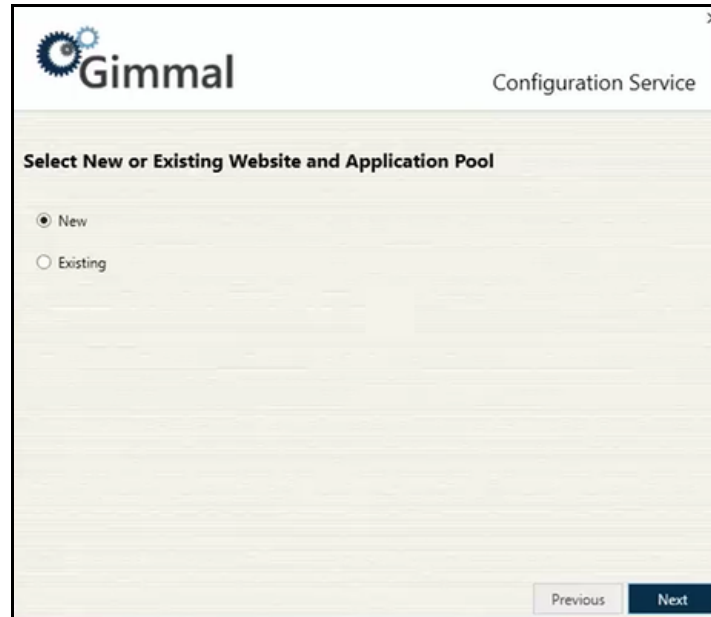 Gimmal
Configuration Service
Select New or Existing Website and Application Pool
New
Existing
Previous
Next